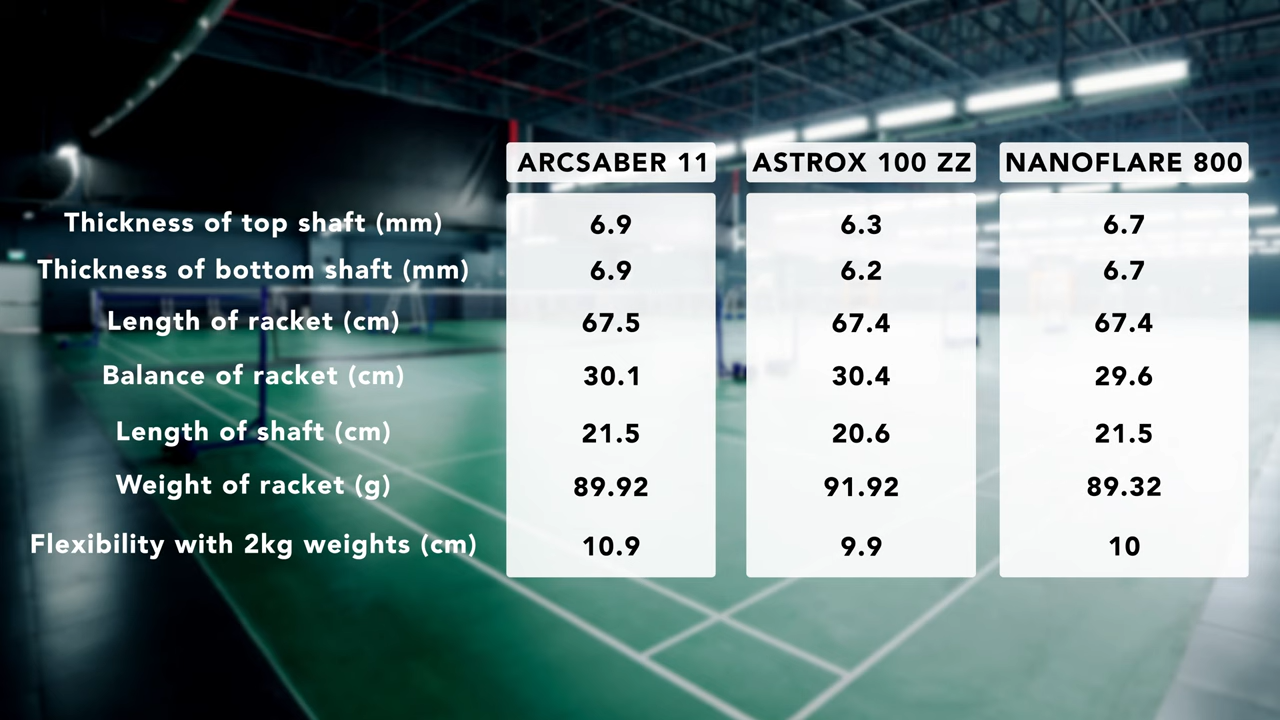 ARCSABER 11 ASTROX 100 ZZ NANOFLARE 800
Thickness of top shaft (mm) 6.9 6.3 6.7
Thickness of bottom shaft (mm) 6.9 6.2 6.7
Length of racket (cm) 67.5 67.4 67.4
Balance of racket (cm) 30.1 30.4 29.6
Length of shaft (cm) 21.5 20.6 21.5
Weight of racket (g) 89.92 91.92 89.32
Flexibility with 2kg weights (cm) 10.9 9.9 10